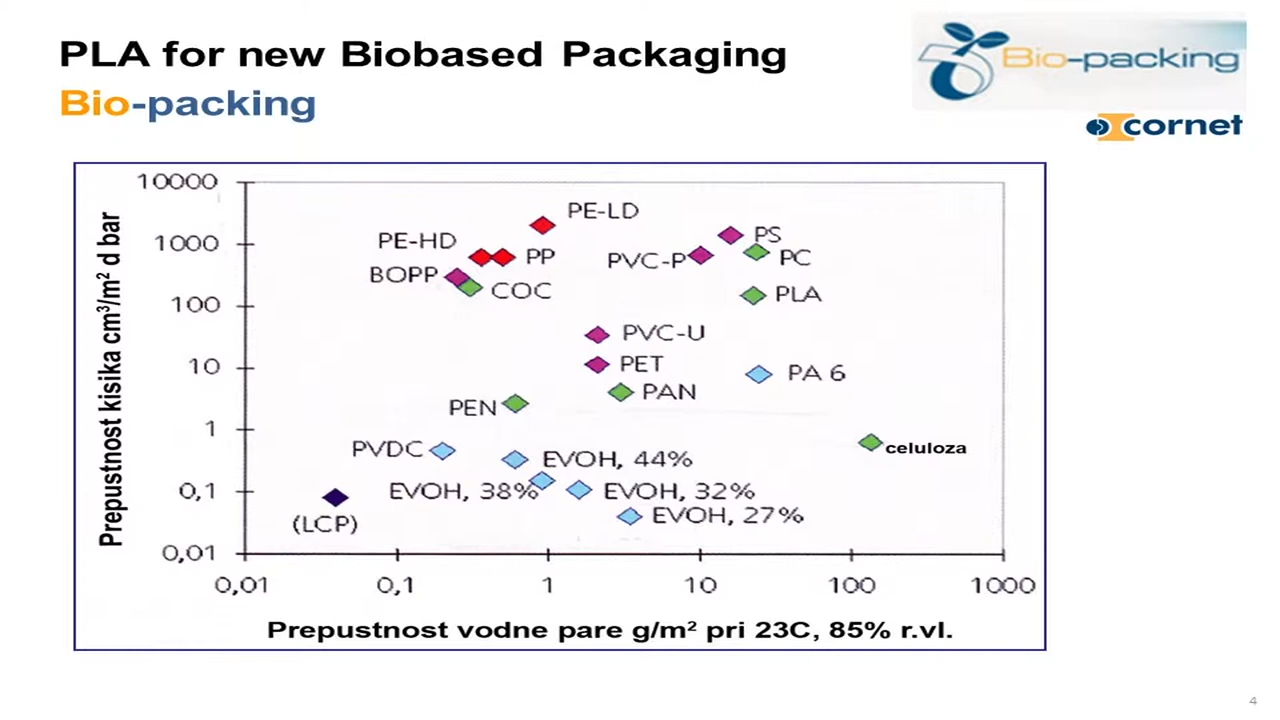 PLA for new Biobased Packaging
Bio-packing
Bio-packing
cornet
Prepustnost kisika cm³/m² d bar
10000
1000
100
10
1
0,1
0,01
PE-LD
PE-HD
PP
BOPP
COC
PS
PVC-P
PC
PLA
PVC-U
PET
PA 6
PAN
PEN
celuloza
PVDC
EVOH, 44%
EVOH, 38%
EVOH, 32%
EVOH, 27%
(LCP)
0,01 0,1 1 10 100 1000
Prepustnost vodne pare g/m² pri 23C, 85% r.vl.
4